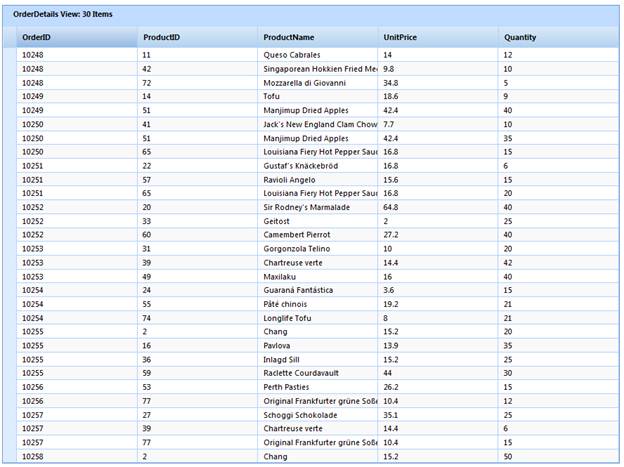 OrderDetails View: 30 Items
OrderID ProductID ProductName UnitPrice Quantity
10248 11 Queso Cabrales 14 12
10248 42 Singaporean Hokkien Fried Me 9.8 10
10248 72 Mozzarella di Giovanni 34.8 5
10249 14 Tofu 18.6 9
10249 51 Manjimup Dried Apples 42.4 40
10250 41 Jack's New England Clam Chow 7.7 10
10250 51 Manjimup Dried Apples 42.4 35
10250 65 Louisiana Fiery Hot Pepper Sau 16.8 15
10251 22 Gustaf's Knäckebröd 16.8 6
10251 57 Ravioli Angelo 15.6 15
10251 65 Louisiana Fiery Hot Pepper Sau 16.8 20
10252 20 Sir Rodney's Marmalade 64.8 40
10252 33 Geitost 2 25
10252 60 Camembert Pierrot 27.2 40
10253 31 Gorgonzola Telino 10 20
10253 39 Chartreuse verte 14.4 42
10253 49 Maxilaku 16 40
10254 24 Guaraná Fantástica 3.6 15
10254 55 Pâté chinois 19.2 21
10254 74 Longlife Tofu 8 21
10255 2 Chang 15.2 20
10255 16 Pavlova 13.9 35
10255 36 Inlagd Sill 15.2 25
10255 59 Raclette Courdavault 44 30
10256 53 Perth Pasties 26.2 15
10256 77 Original Frankfurter grüne Soße 10.4 12
10257 27 Schoggi Schokolade 35.1 25
10257 39 Chartreuse verte 14.4 6
10257 77 Original Frankfurter grüne Soße 10.4 15
10258 2 Chang 15.2 50